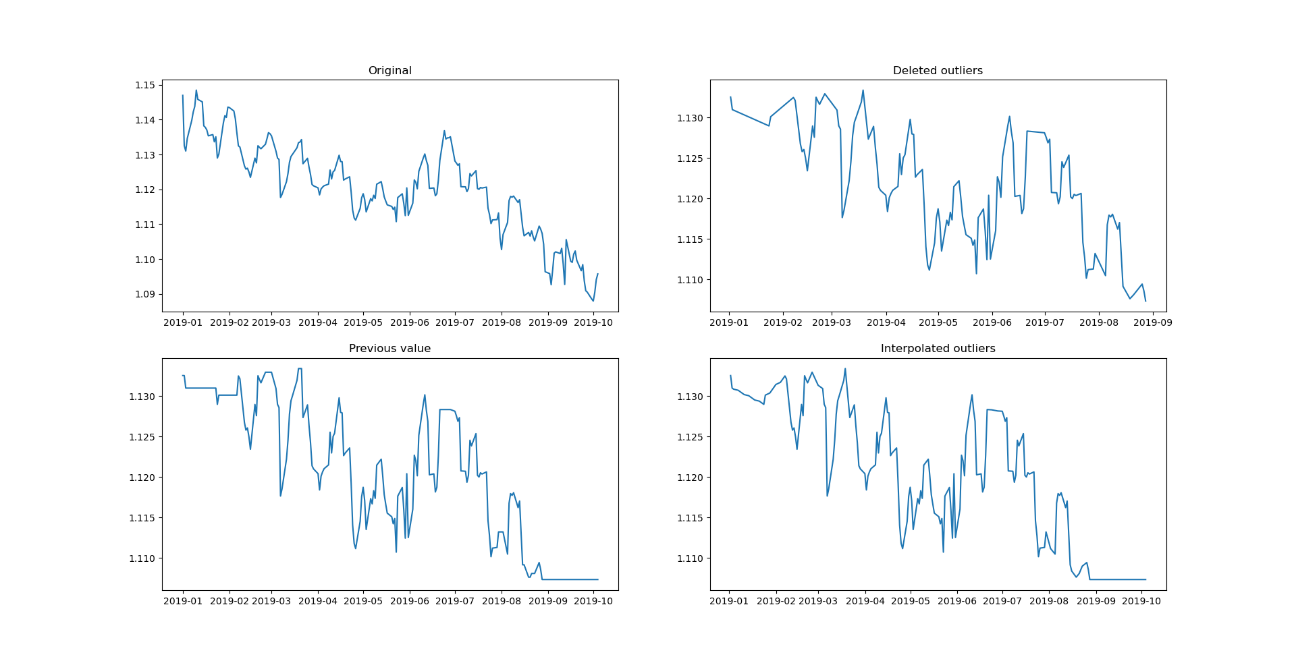 Original
1.15
1.14
1.13
1.12
1.11
1.10
1.09
2019-01 2019-02 2019-03 2019-04 2019-05 2019-06 2019-07 2019-08 2019-09 2019-10
Deleted outliers
1.130
1.125
1.120
1.115
1.110
2019-01 2019-02 2019-03 2019-04 2019-05 2019-06 2019-07 2019-08 2019-09
Previous value
1.130
1.125
1.120
1.115
1.110
2019-01 2019-02 2019-03 2019-04 2019-05 2019-06 2019-07 2019-08 2019-09 2019-10
Interpolated outliers
1.130
1.125
1.120
1.115
1.110
2019-01 2019-02 2019-03 2019-04 2019-05 2019-06 2019-07 2019-08 2019-09 2019-10